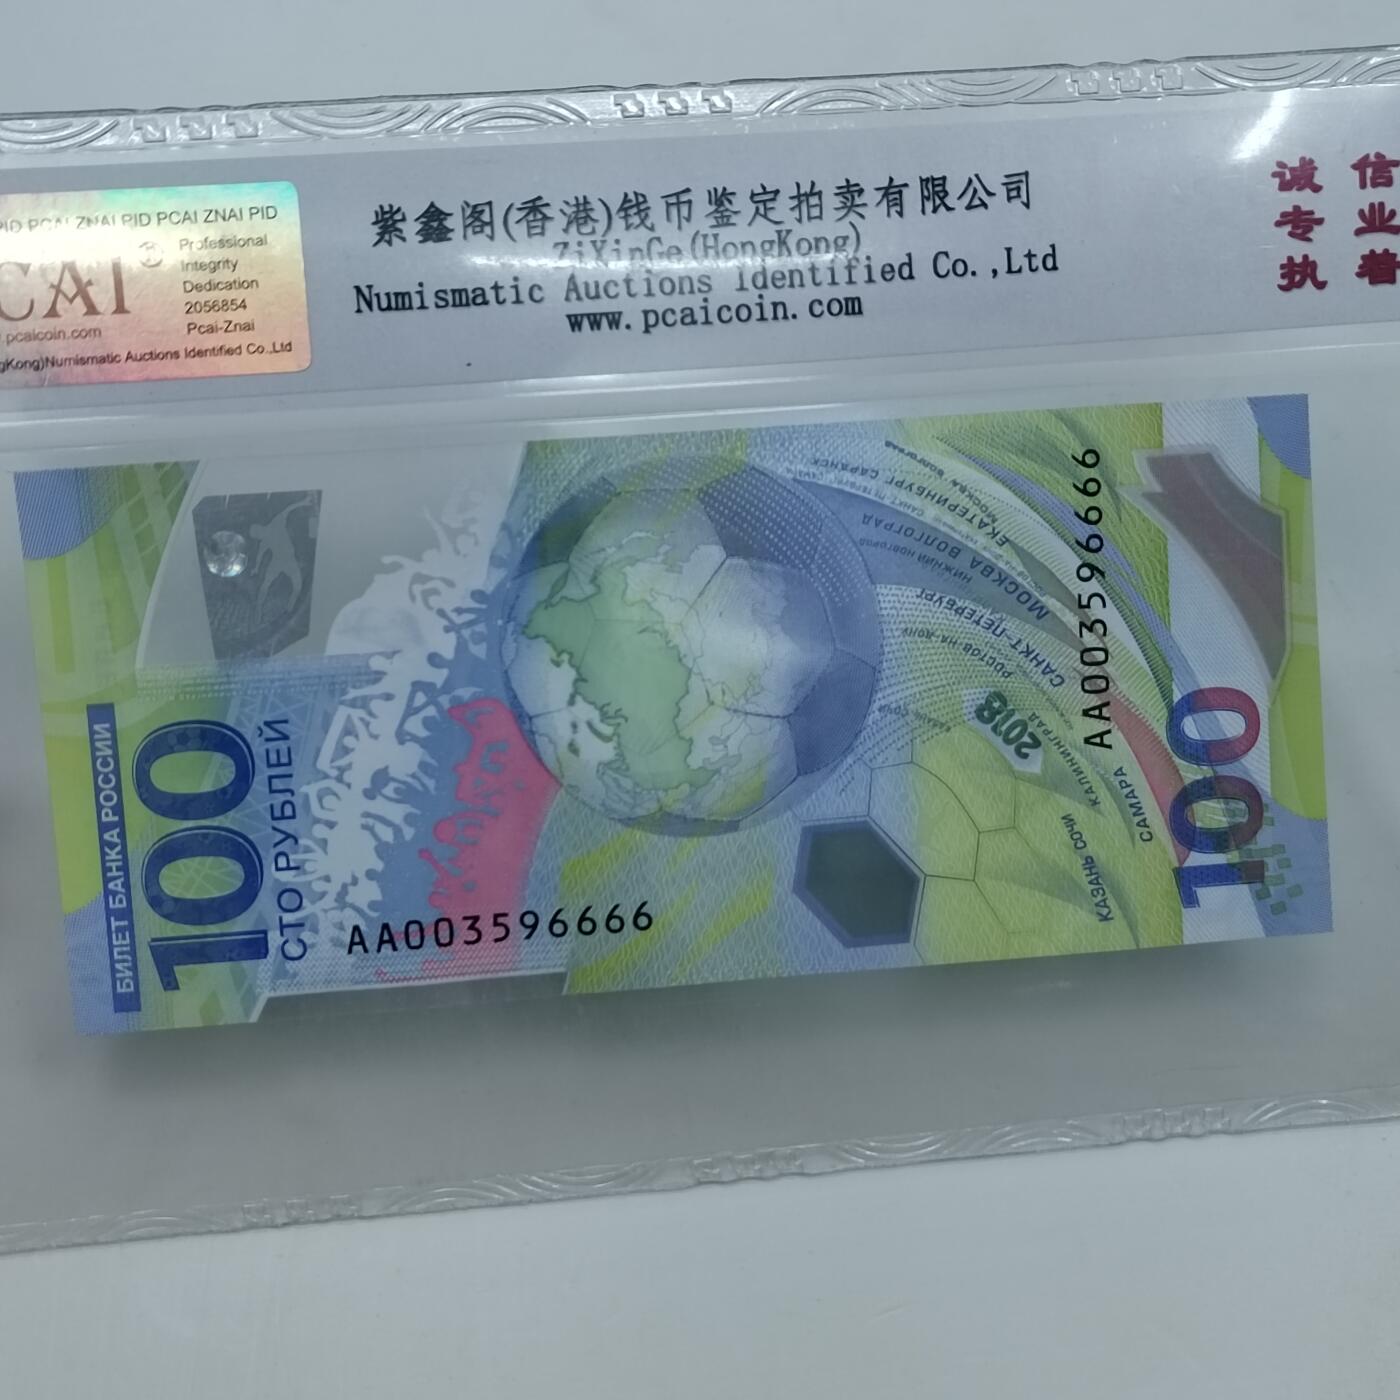 PCAI ZNAI PID PCAI ZNAI PID
CAI®
Professional
Integrity
Dedication
2056854
Pcai-Znai
pcaicoin.com
Kong)Numismatic Auctions Identified Co.,Ltd
紫鑫阁(香港)钱币鉴定拍卖有限公司
ZiXinGe(HongKong)
Numismatic Auctions Identified Co.,Ltd
www.pcaicoin.com
诚信
专业
执着
БИЛЕТ БАНКА РОССИИ
100
СТО РУБЛЕЙ
AA003596666
САРАНСК
ЕКАТЕРИНБУРГ
ВОЛГОГРАД
МОСКВА
НИЖНИЙ НОВГОРОД
САНКТ-ПЕТЕРБУРГ
РОСТОВ-НА-ДОНУ
2018
КАЛИНИНГРАД
КАЗАНЬ СОЧИ
САМАРА
AA003596666
100